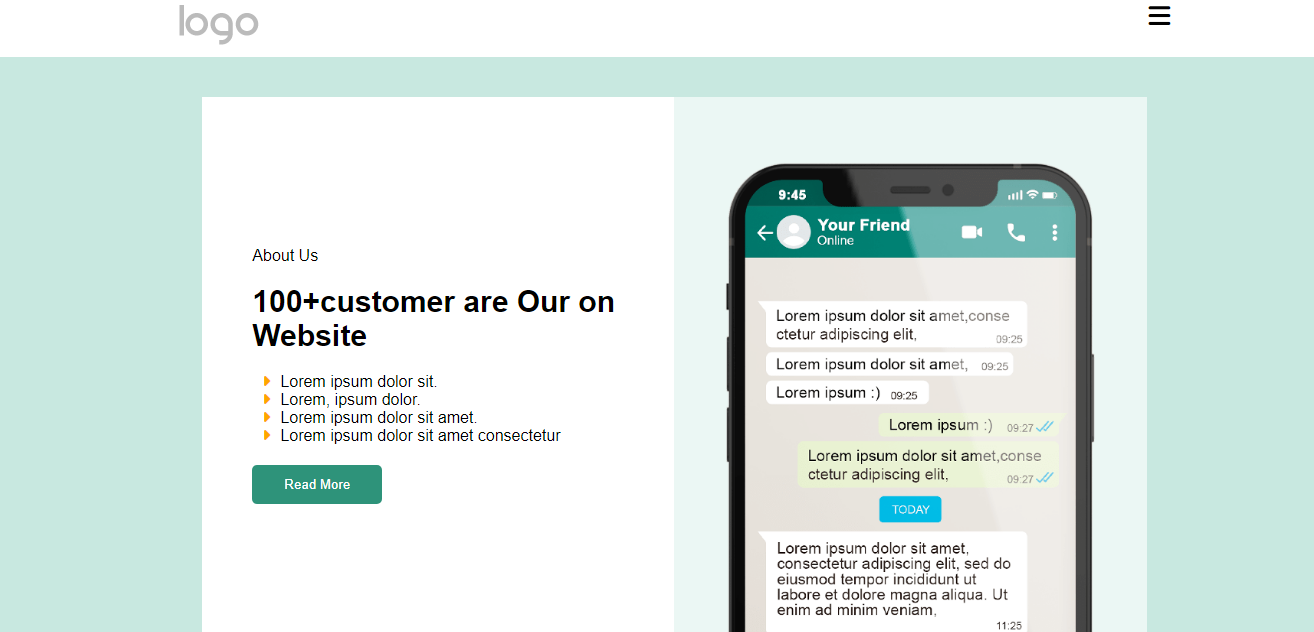 logo
About Us
100+customer are Our on
Website
Lorem ipsum dolor sit.
Lorem, ipsum dolor.
Lorem ipsum dolor sit amet.
Lorem ipsum dolor sit amet consectetur
Read More
9:45
Your Friend
Online
Lorem ipsum dolor sit amet,conse
ctetur adipiscing elit,
09:25
Lorem ipsum dolor sit amet,
09:25
Lorem ipsum :)
09:25
Lorem ipsum :)
09:27
Lorem ipsum dolor sit amet,conse
ctetur adipiscing elit,
09:27
TODAY
Lorem ipsum dolor sit amet,
consectetur adipiscing elit, sed do
eiusmod tempor incididunt ut
labore et dolore magna aliqua. Ut
enim ad minim veniam,
11:25